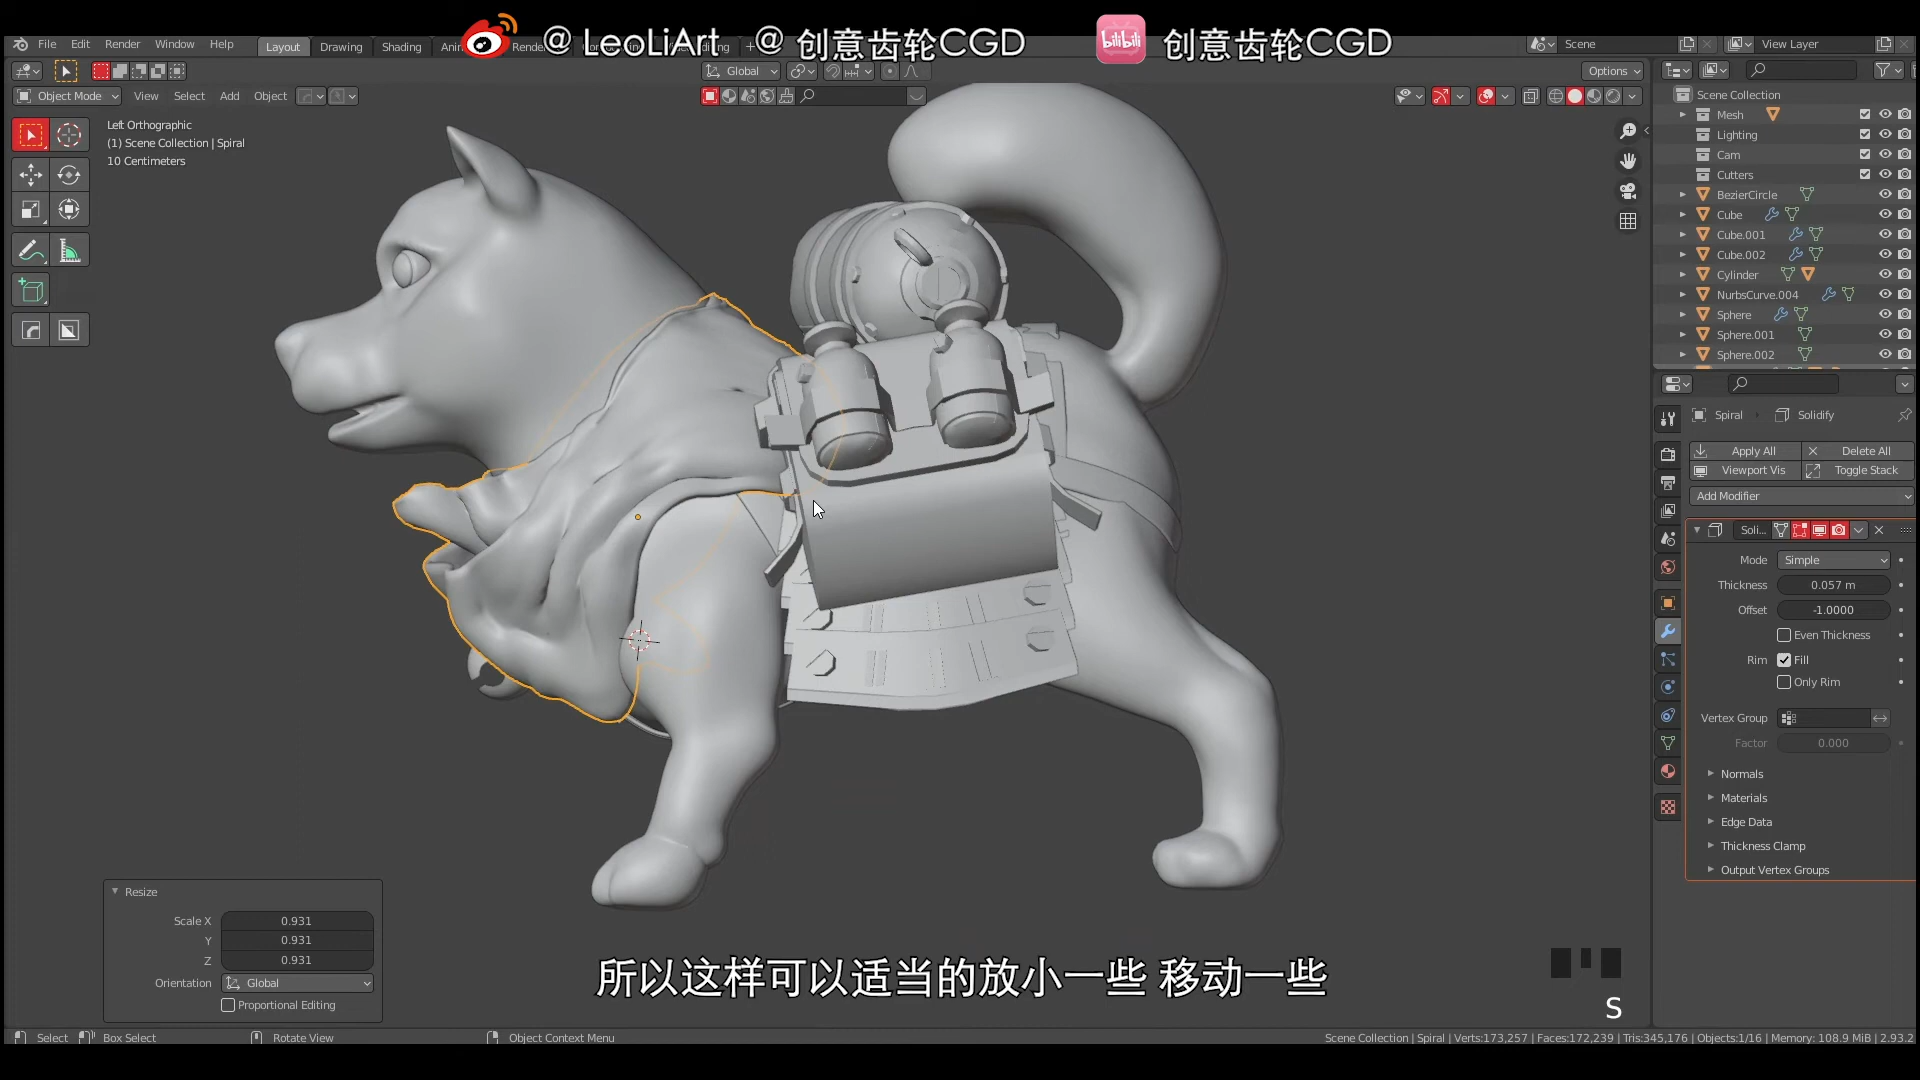 @ LeoLiArt @ 创意齿轮CGD bilibili 创意齿轮CGD
File Edit Render Window Help Layout Drawing Shading
Scene View Layer
Global Options
Object Mode View Select Add Object
Left Orthographic
(1) Scene Collection | Spiral
10 Centimeters
Scene Collection
Mesh
Lighting
Cam
Cutters
BezierCircle
Cube
Cube.001
Cube.002
Cylinder
NurbsCurve.004
Sphere
Sphere.001
Sphere.002
Spiral Solidify
Apply All Delete All
Viewport Vis Toggle Stack
Add Modifier
Soli...
Mode Simple
Thickness 0.057 m
Offset -1.0000
Even Thickness
Rim Fill
Only Rim
Vertex Group
Factor 0.000
Normals
Materials
Edge Data
Thickness Clamp
Output Vertex Groups
Resize
Scale X 0.931
Y 0.931
Z 0.931
Orientation Global
Proportional Editing
所以这样可以适当的放小一些 移动一些
S
Select Box Select Rotate View Object Context Menu
Scene Collection | Spiral | Verts:173,257 | Faces:172,239 | Tris:345,176 | Objects:1/16 | Memory: 108.9 MiB | 2.93.2